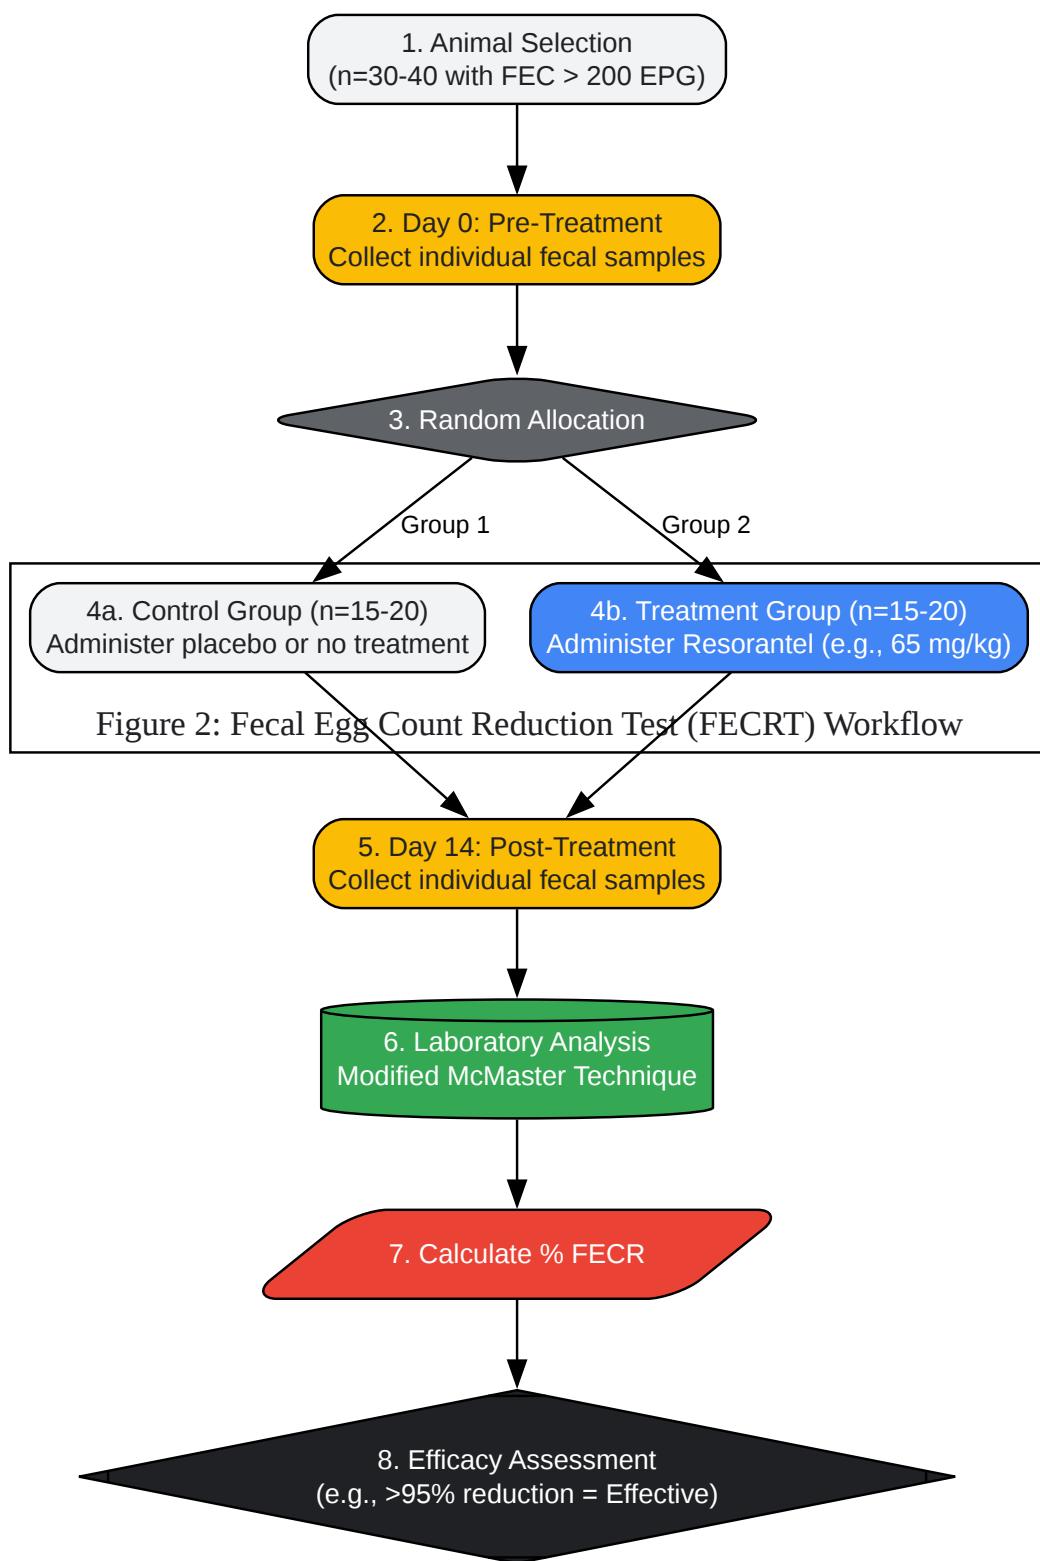 1. Animal Selection
(n=30-40 with FEC > 200 EPG)
2. Day 0: Pre-Treatment
Collect individual fecal samples
3. Random Allocation
Group 1
Group 2
4a. Control Group (n=15-20)
Administer placebo or no treatment
4b. Treatment Group (n=15-20)
Administer Resorantel (e.g., 65 mg/kg)
Figure 2: Fecal Egg Count Reduction Test (FECRT) Workflow
5. Day 14: Post-Treatment
Collect individual fecal samples
6. Laboratory Analysis
Modified McMaster Technique
7. Calculate % FECR
8. Efficacy Assessment
(e.g., >95% reduction = Effective)